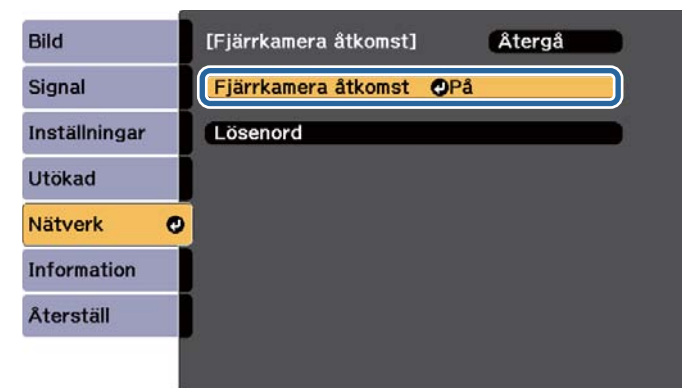 Bild
Signal
Inställningar
Utökad
Nätverk
Information
Återställ
[Fjärrkamera åtkomst] Återgå
Fjärrkamera åtkomst På
Lösenord